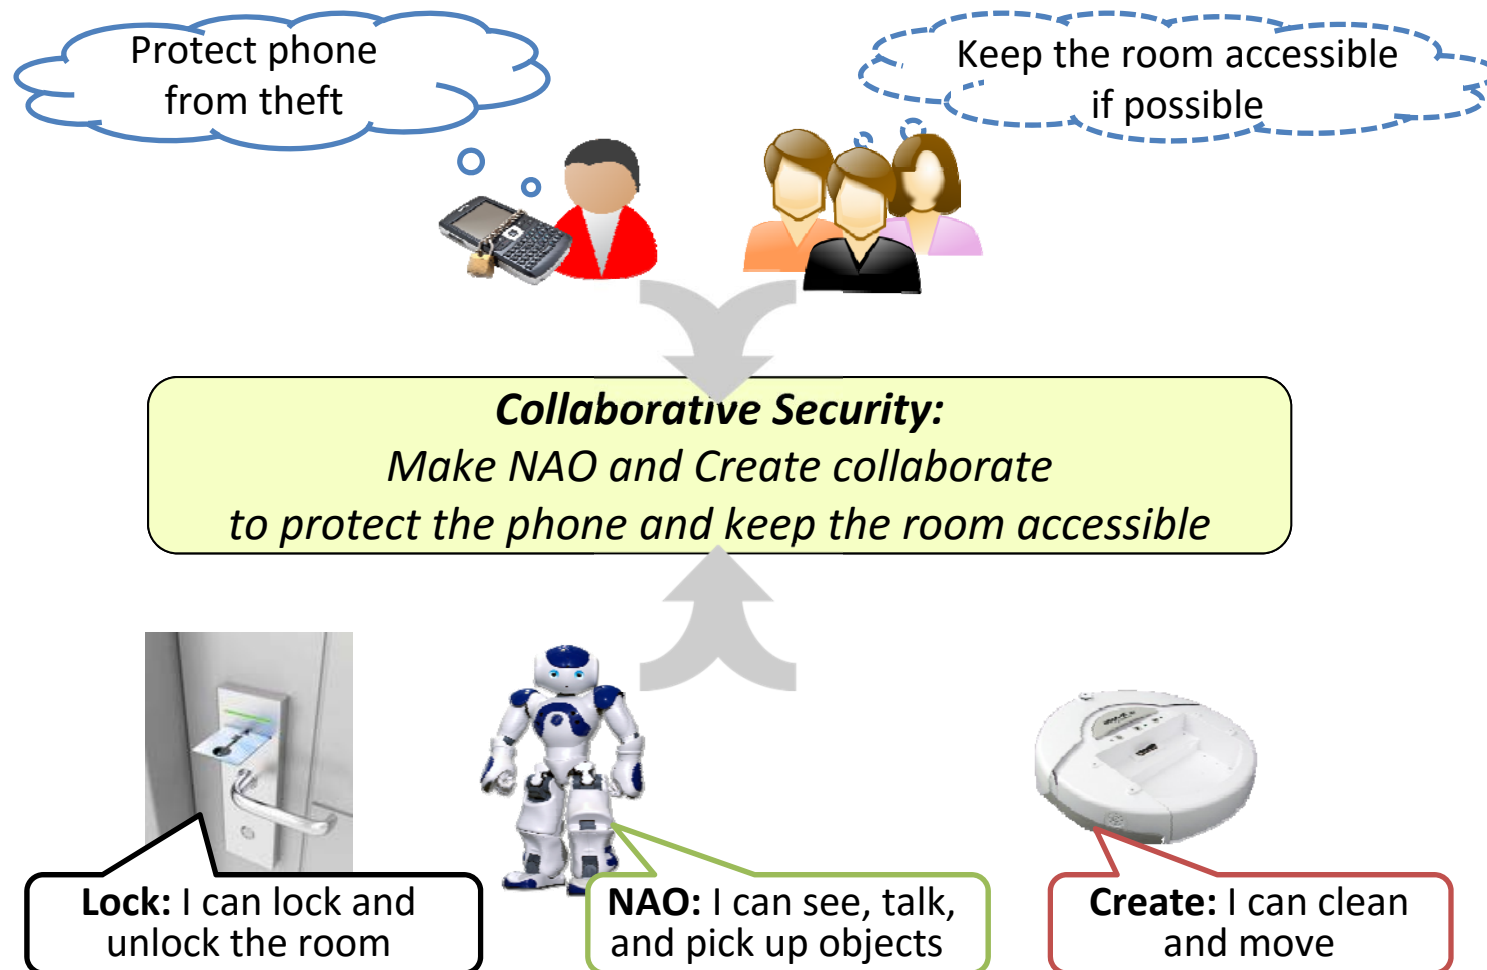 Protect phone
from theft
Keep the room accessible
if possible
Collaborative Security:
Make NAO and Create collaborate
to protect the phone and keep the room accessible
Lock: I can lock and
unlock the room
NAO: I can see, talk,
and pick up objects
Create: I can clean
and move